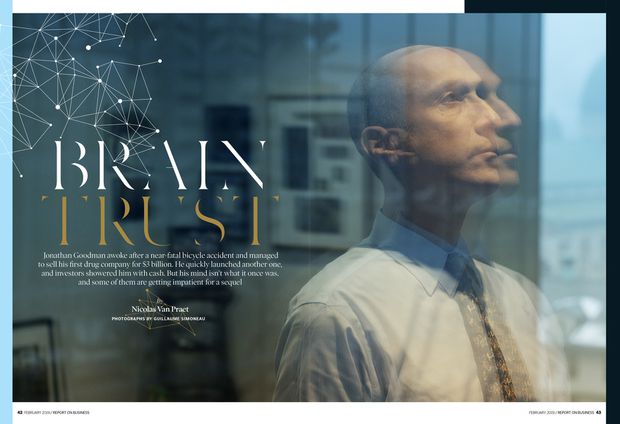 BRAIN
TRUST
Jonathan Goodman awoke after a near-fatal bicycle accident and managed
to sell his first drug company for $3 billion. He quickly launched another one,
and investors showered him with cash. But his mind isn't what it once was,
and some of them are getting impatient for a sequel
By
Nicolas Van Praet
PHOTOGRAPHS BY GUILLAUME SIMONEAU
42 FEBRUARY 2019 / REPORT ON BUSINESS
FEBRUARY 2019 / REPORT ON BUSINESS 43